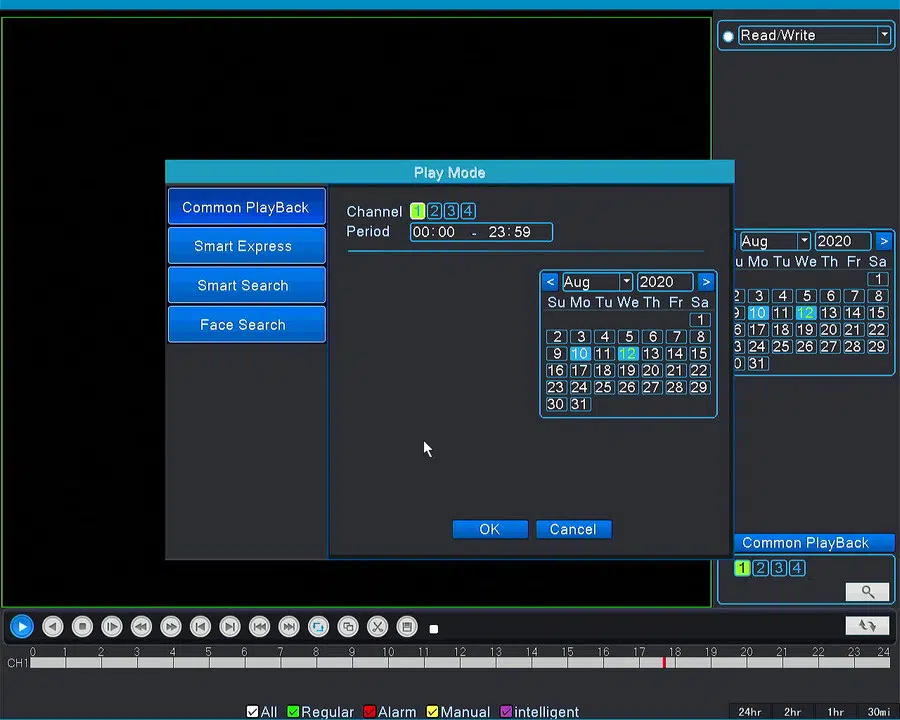 Read/Write
Play Mode
Common PlayBack
Smart Express
Smart Search
Face Search
Channel 1 2 3 4
Period 00:00 - 23:59
< Aug 2020 >
Su Mo Tu We Th Fr Sa
1
2 3 4 5 6 7 8
9 10 11 12 13 14 15
16 17 18 19 20 21 22
23 24 25 26 27 28 29
30 31
OK Cancel
Aug 2020 >
u Mo Tu We Th Fr Sa
1
2 3 4 5 6 7 8
9 10 11 12 13 14 15
6 17 18 19 20 21 22
3 24 25 26 27 28 29
0 31
Common PlayBack
1 2 3 4
0 1 2 3 4 5 6 7 8 9 10 11 12 13 14 15 16 17 18 19 20 21 22 23 24
CH1
All Regular Alarm Manual intelligent
24hr 2hr 1hr 30mi